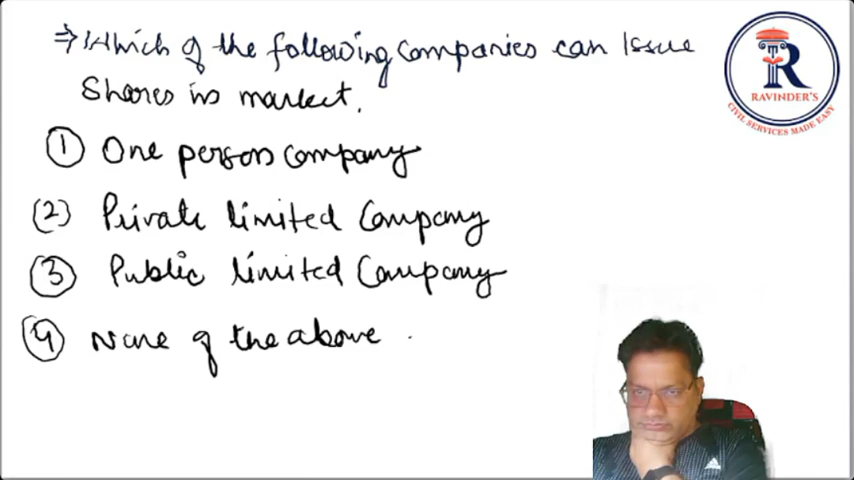 ⇒ Which of the following companies can Issue
Shares in market.
① One person company
(2) Private limited Company
③ Public limited Company
④ None of the above.
R
RAVINDER'S
CIVIL SERVICES MADE EASY